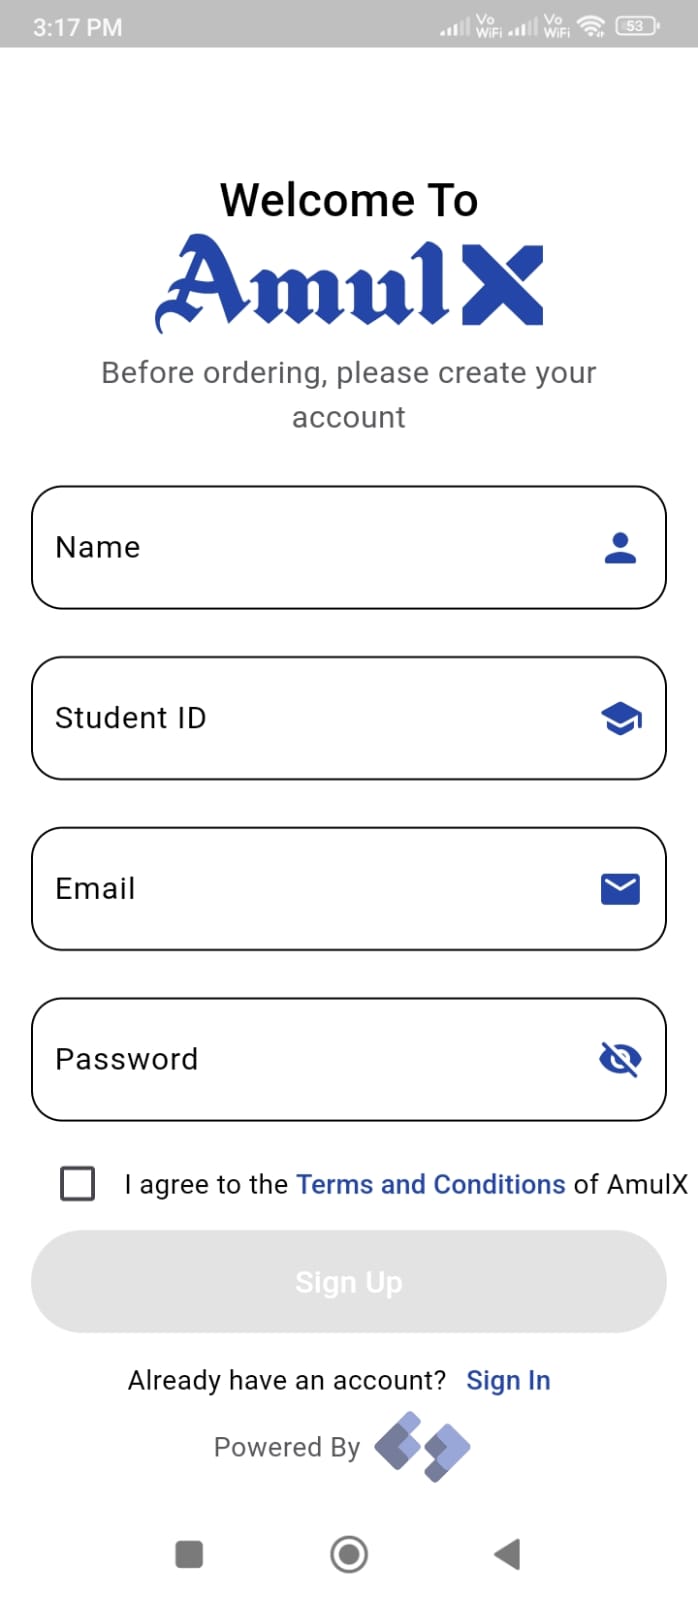 3:17 PM Vo WiFi Vo WiFi 53
Welcome To
AmulX
Before ordering, please create your
account
Name
Student ID
Email
Password
I agree to the Terms and Conditions of AmulX
Sign Up
Already have an account? Sign In
Powered By